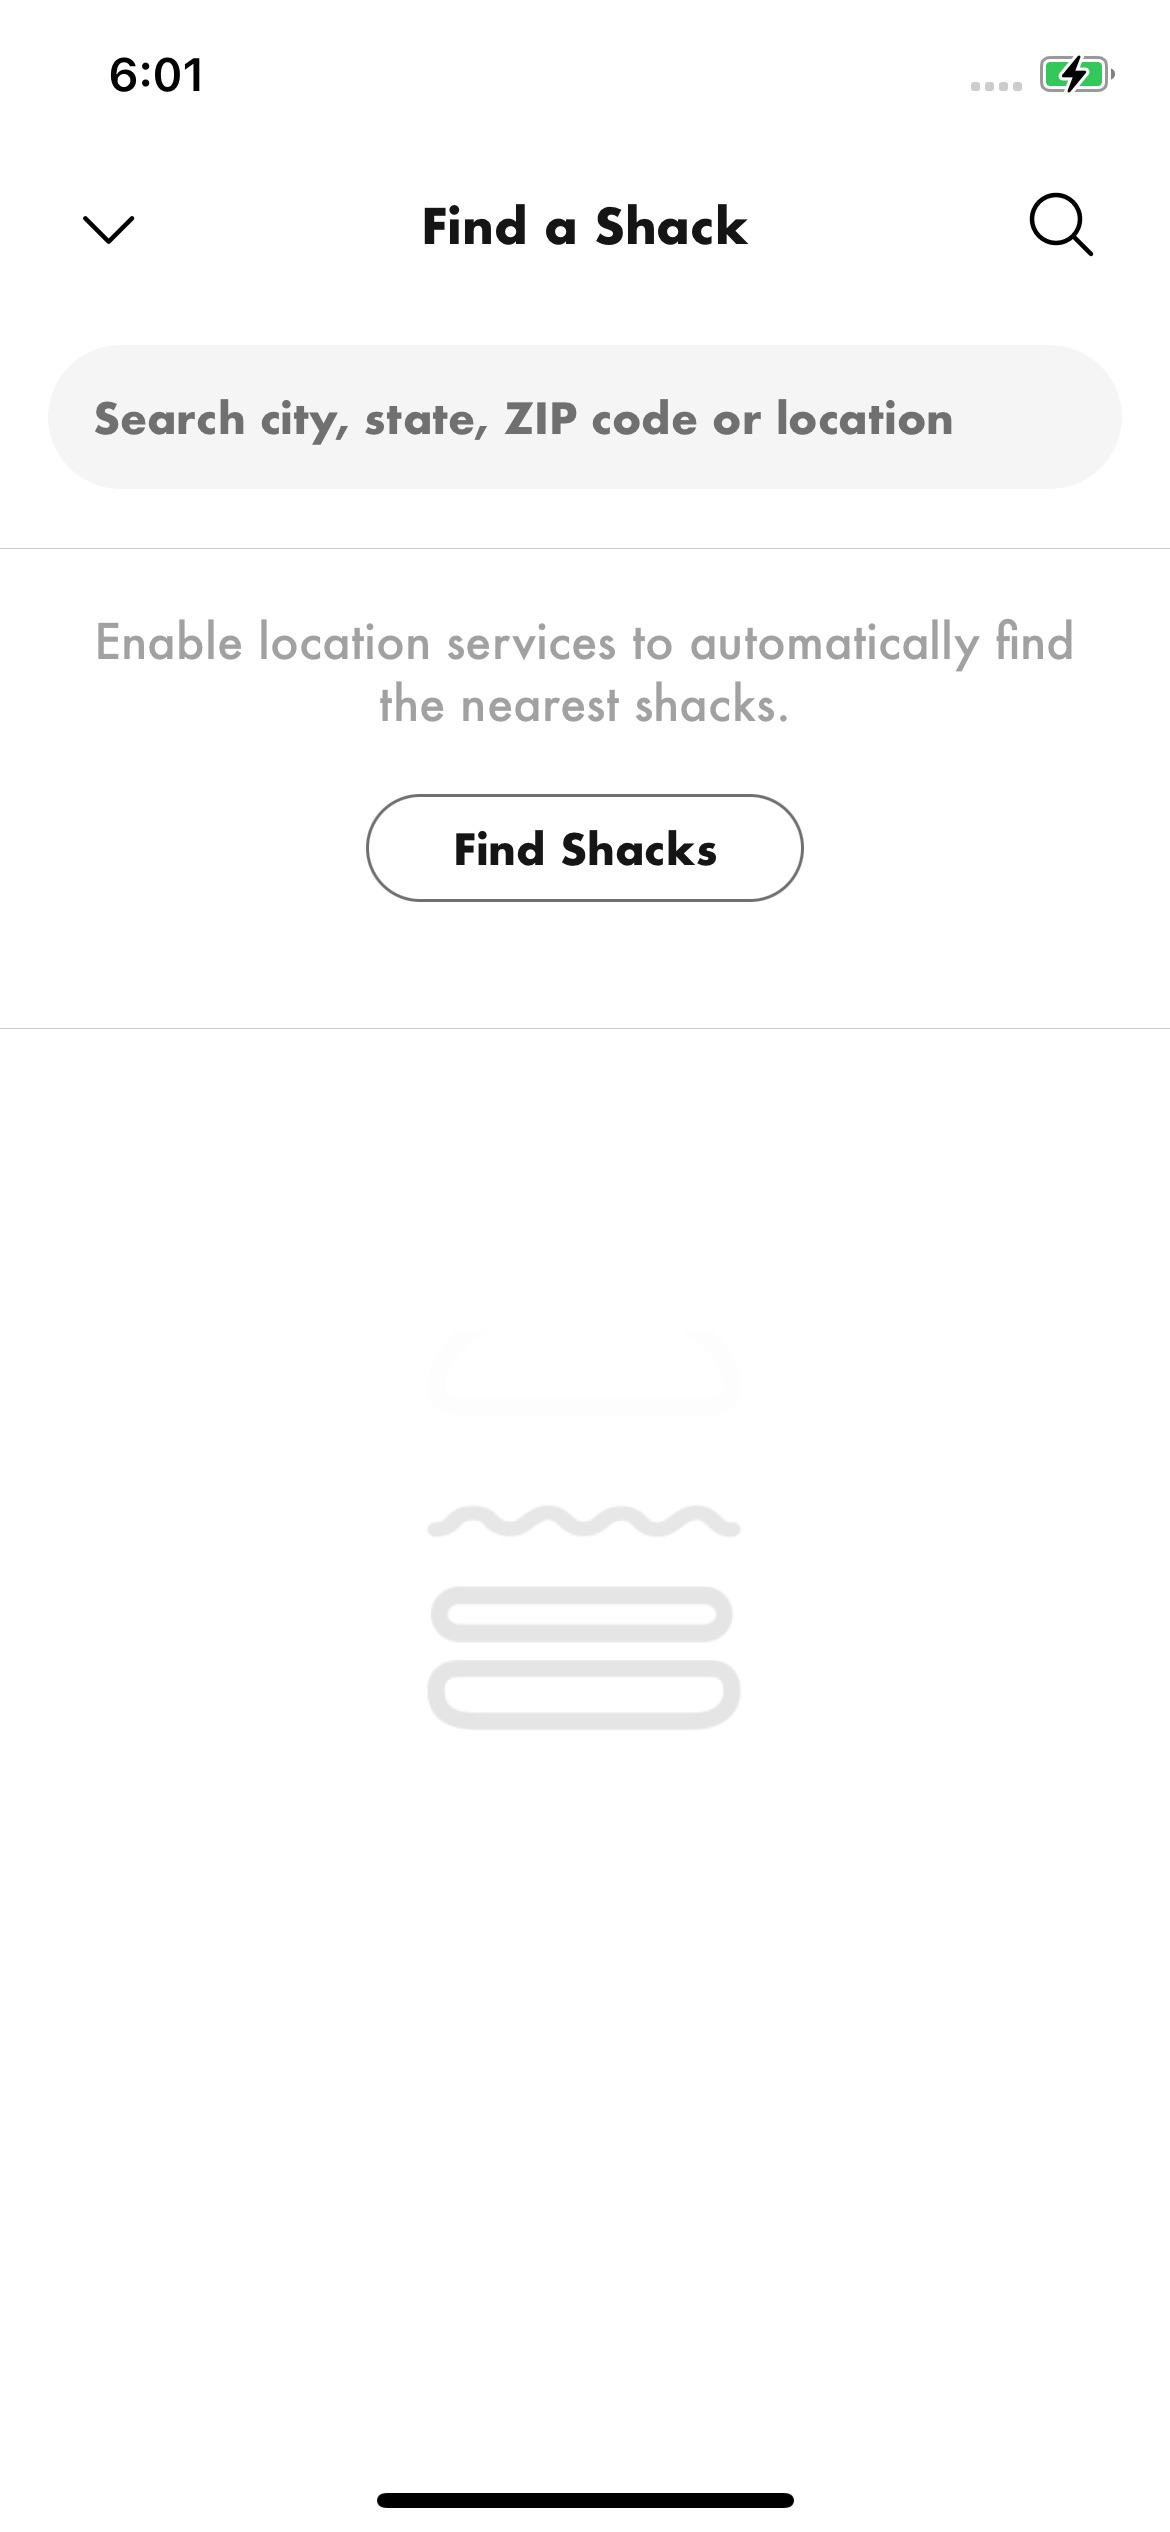 6:01
Find a Shack
Search city, state, ZIP code or location
Enable location services to automatically find
the nearest shacks.
Find Shacks